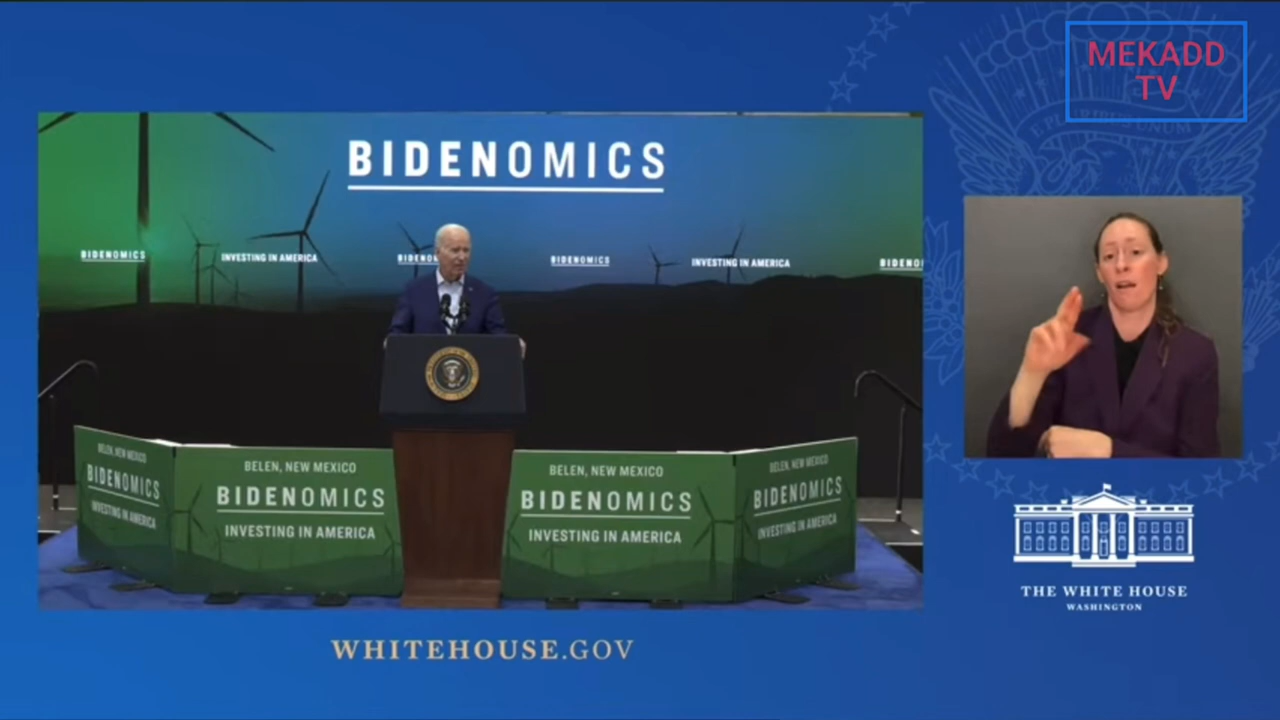 MEKADD
TV
E PLURIBUS UNUM
BIDENOMICS
BIDENOMICS
INVESTING IN AMERICA
BIDENOMICS
INVESTING IN AMERICA
BELEN, NEW MEXICO
BIDENOMICS
INVESTING IN AMERICA
BELEN, NEW MEXICO
BIDENOMICS
INVESTING IN AMERICA
BELEN, NEW MEXICO
BIDENOMICS
INVESTING IN AMERICA
BELEN, NEW MEXICO
BIDENOMICS
INVESTING IN AMERICA
THE WHITE HOUSE
WASHINGTON
WHITEHOUSE.GOV